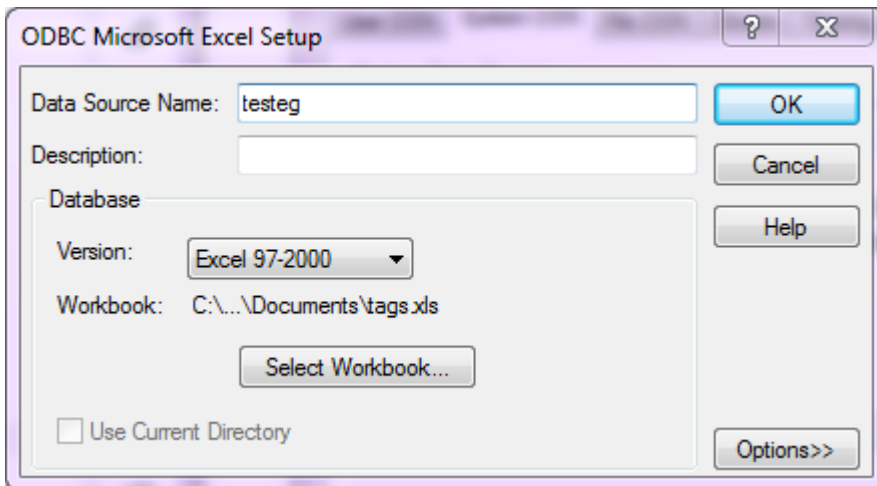 ODBC Microsoft Excel Setup
Data Source Name: testeg
OK
Description:
Cancel
Database
Help
Version: Excel 97-2000
Workbook: C:\...\Documents\tags.xls
Select Workbook...
Use Current Directory
Options>>